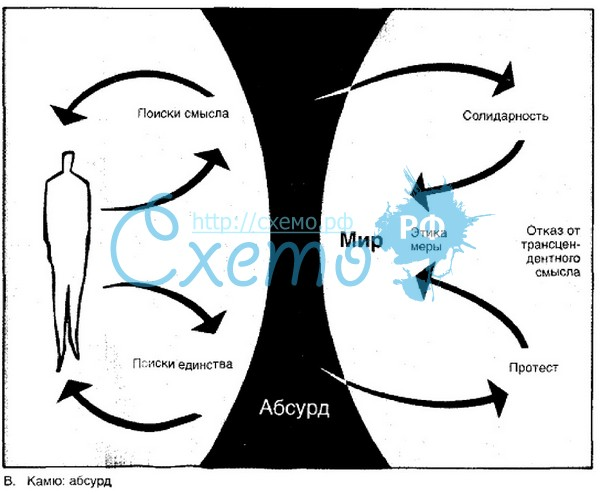 Поиски смысла
Солидарность
http://схемо.рф
Схемо
РФ
Мир
Этика
меры
Отказ от
трансцен-
дентного
смысла
Поиски единства
Протест
Абсурд
В. Камю: абсурд